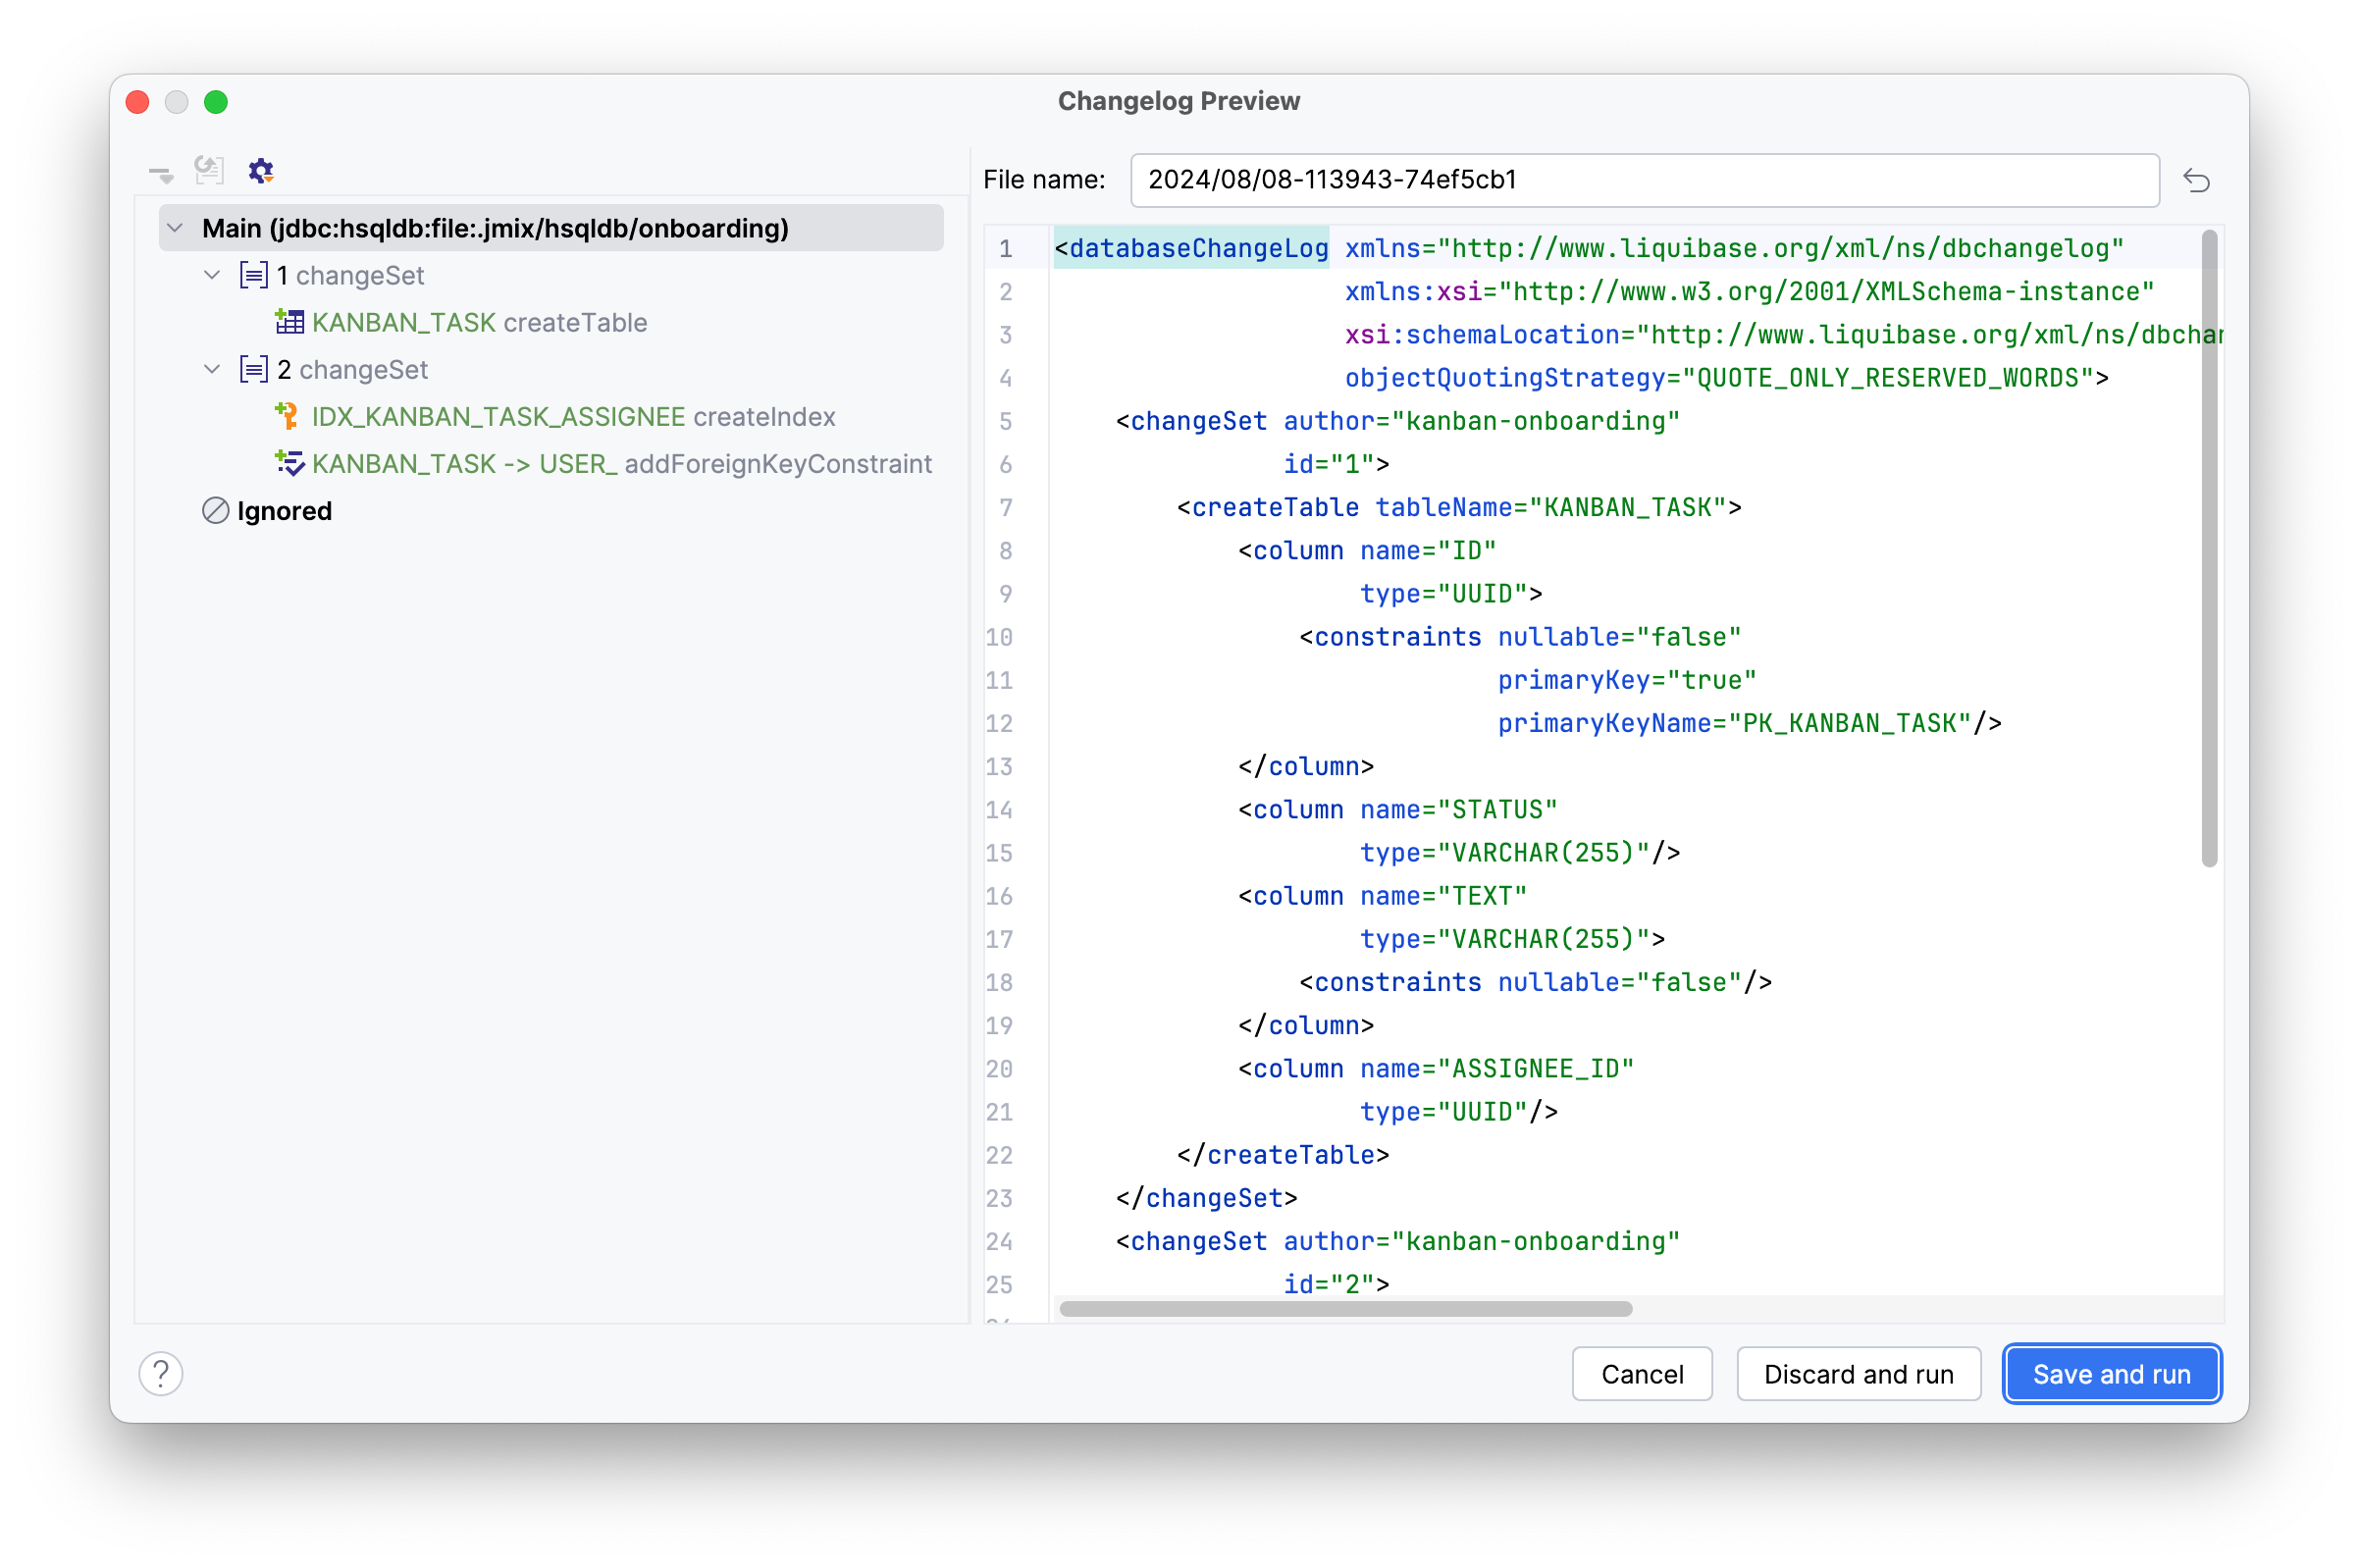 Changelog Preview
File name: 2024/08/08-113943-74ef5cb1
Main (jdbc:hsqldb:file:.jmix/hsqldb/onboarding)
1 changeSet
KANBAN_TASK createTable
2 changeSet
IDX_KANBAN_TASK_ASSIGNEE createIndex
KANBAN_TASK -> USER_ addForeignKeyConstraint
Ignored
1 <databaseChangeLog xmlns="http://www.liquibase.org/xml/ns/dbchangelog"
2 xmlns:xsi="http://www.w3.org/2001/XMLSchema-instance"
3 xsi:schemaLocation="http://www.liquibase.org/xml/ns/dbchan
4 objectQuotingStrategy="QUOTE_ONLY_RESERVED_WORDS">
5 <changeSet author="kanban-onboarding"
6 id="1">
7 <createTable tableName="KANBAN_TASK">
8 <column name="ID"
9 type="UUID">
10 <constraints nullable="false"
11 primaryKey="true"
12 primaryKeyName="PK_KANBAN_TASK"/>
13 </column>
14 <column name="STATUS"
15 type="VARCHAR(255)"/>
16 <column name="TEXT"
17 type="VARCHAR(255)">
18 <constraints nullable="false"/>
19 </column>
20 <column name="ASSIGNEE_ID"
21 type="UUID"/>
22 </createTable>
23 </changeSet>
24 <changeSet author="kanban-onboarding"
25 id="2">
? Cancel Discard and run Save and run